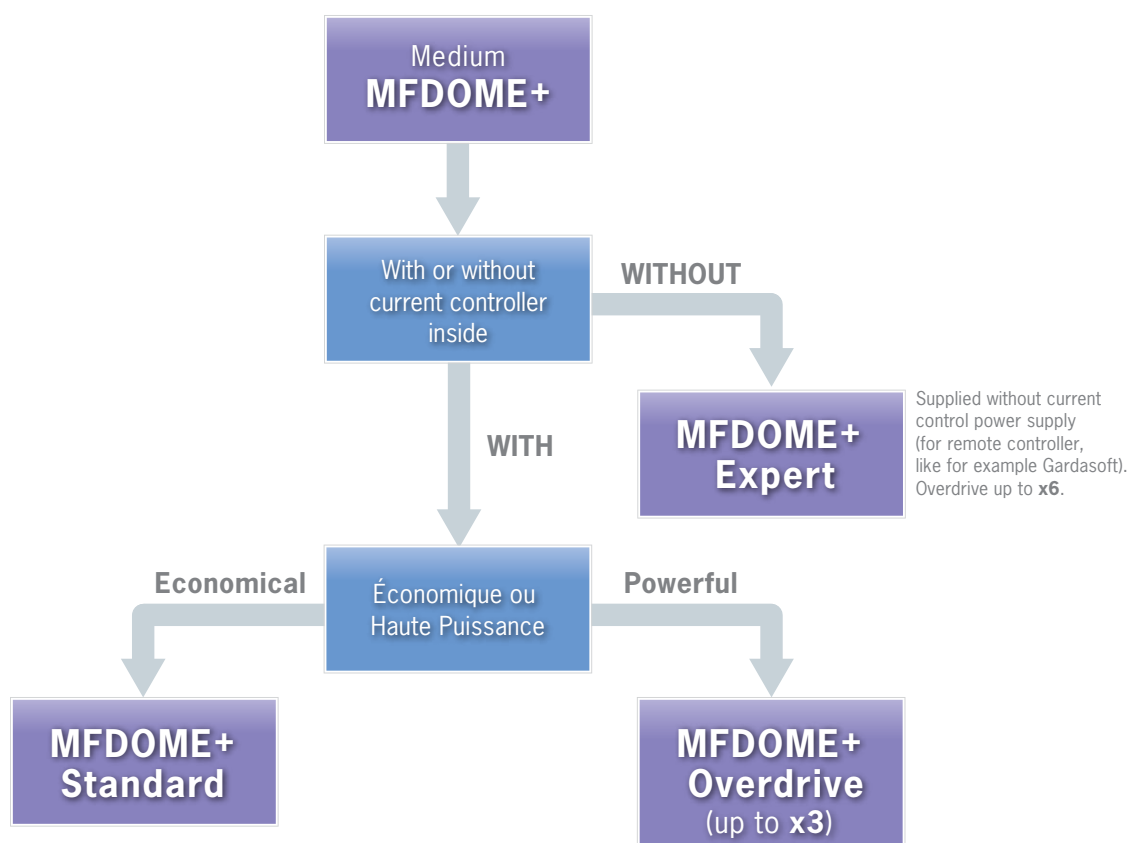 Medium
MFDOME+
With or without
current controller
inside
WITHOUT
MFDOME+
Expert
Supplied without current
control power supply
(for remote controller,
like for example Gardasoft).
Overdrive up to x6.
WITH
Economical
Économique ou
Haute Puissance
Powerful
MFDOME+
Standard
MFDOME+
Overdrive
(up to x3)